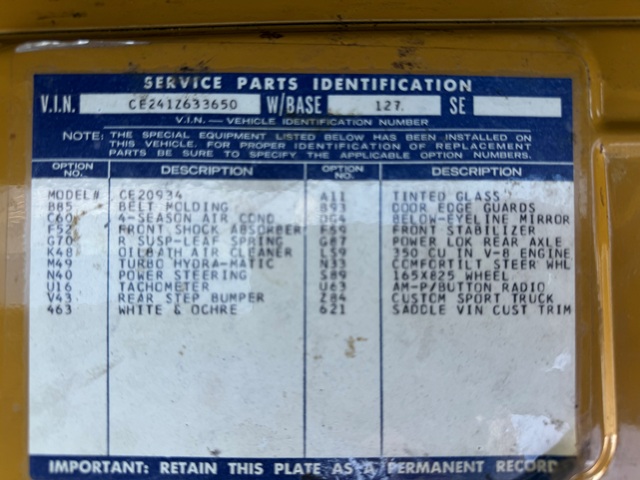 SERVICE PARTS IDENTIFICATION
V.I.N. CE241Z633650 W/BASE 127. SE
V.I.N. — VEHICLE IDENTIFICATION NUMBER
NOTE: THE SPECIAL EQUIPMENT LISTED BELOW HAS BEEN INSTALLED ON
THIS VEHICLE. FOR PROPER IDENTIFICATION OF REPLACEMENT
PARTS BE SURE TO SPECIFY THE APPLICABLE OPTION NUMBERS.
OPTION NO. DESCRIPTION OPTION NO. DESCRIPTION
MODEL# CE20934 A11 TINTED GLASS
B85 BELT MOLDING B93 DOOR EDGE GUARDS
C60 4-SEASON AIR COND DG4 BELOW-EYELINE MIRROR
F52 FRONT SHOCK ABSORBER F59 FRONT STABILIZER
G70 R SUSP-LEAF SPRING G87 POWER LOK REAR AXLE
K48 OILBATH AIR CLEANER LS9 350 CU IN V-8 ENGINE
M49 TURBO HYDRA-MATIC N33 COMFORTILT STEER WHL
N40 POWER STEERING S89 165X825 WHEEL
U16 TACHOMETER U63 AM-P/BUTTON RADIO
V43 REAR STEP BUMPER Z84 CUSTOM SPORT TRUCK
463 WHITE & OCHRE 621 SADDLE VIN CUST TRIM
IMPORTANT: RETAIN THIS PLATE AS A PERMANENT RECORD